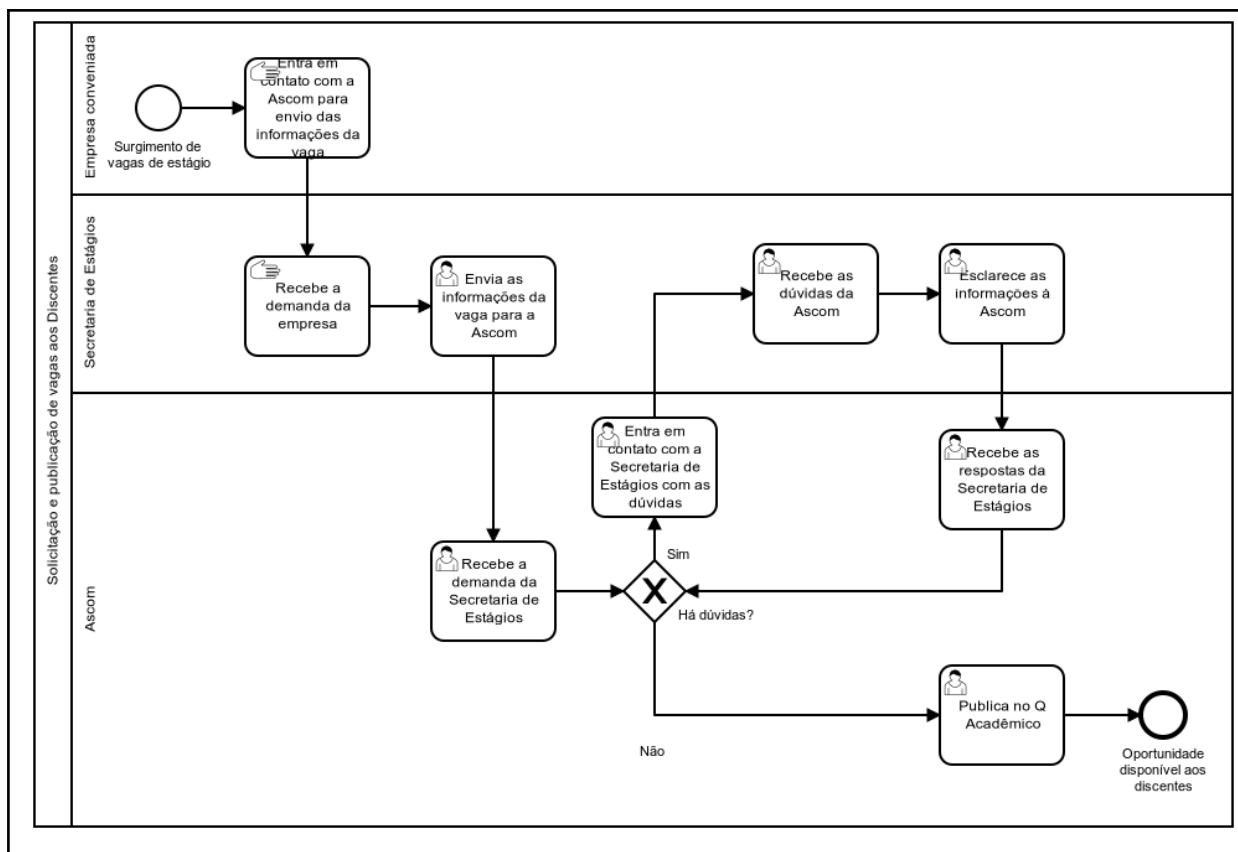 Solicitação e publicação de vagas aos Discentes
Empresa conveniada
Surgimento de
vagas de estágio
Entra em
contato com a
Ascom para
envio das
informações da
vaga
Secretaria de Estágios
Recebe a
demanda da
empresa
Envia as
informações da
vaga para a
Ascom
Recebe as
dúvidas da
Ascom
Esclarece as
informações à
Ascom
Ascom
Entra em
contato com a
Secretaria de
Estágios com as
dúvidas
Recebe as
respostas da
Secretaria de
Estágios
Recebe a
demanda da
Secretaria de
Estágios
Sim
X
Há dúvidas?
Não
Publica no Q
Acadêmico
Oportunidade
disponível aos
discentes